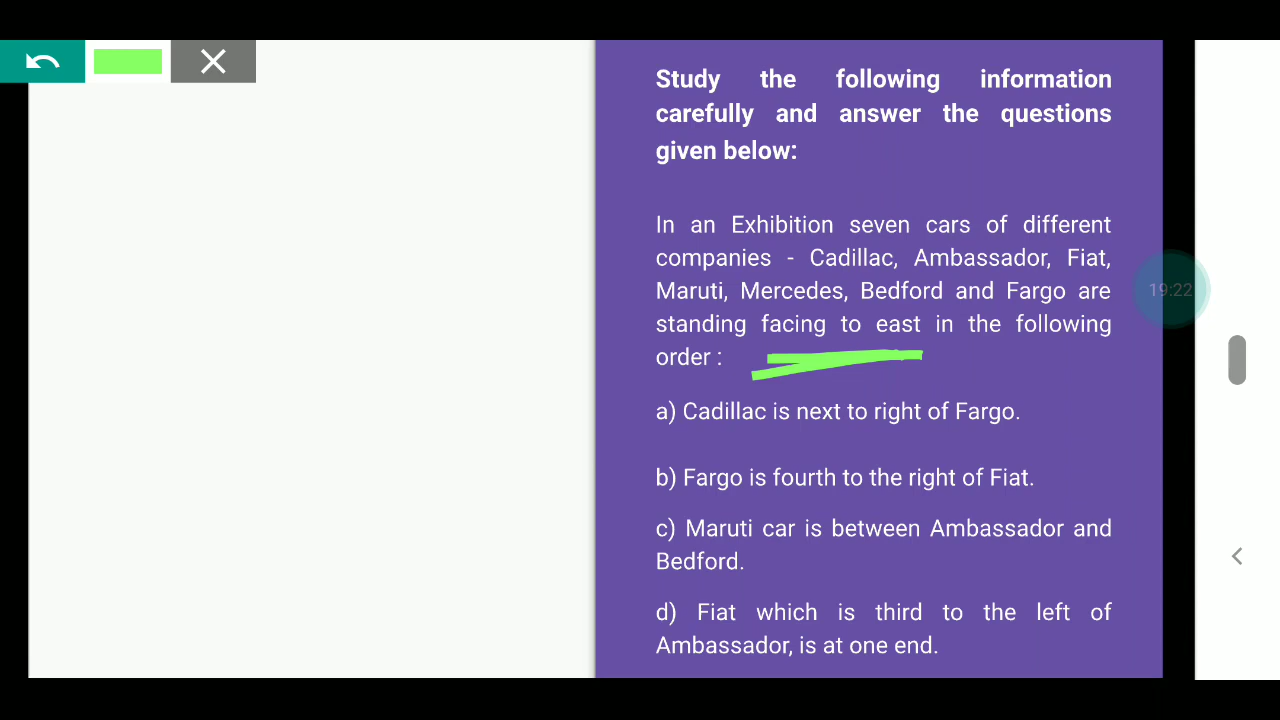 Study the following information
carefully and answer the questions
given below:
In an Exhibition seven cars of different
companies - Cadillac, Ambassador, Fiat,
Maruti, Mercedes, Bedford and Fargo are
standing facing to east in the following
order :
a) Cadillac is next to right of Fargo.
b) Fargo is fourth to the right of Fiat.
c) Maruti car is between Ambassador and
Bedford.
d) Fiat which is third to the left of
Ambassador, is at one end.
19:22